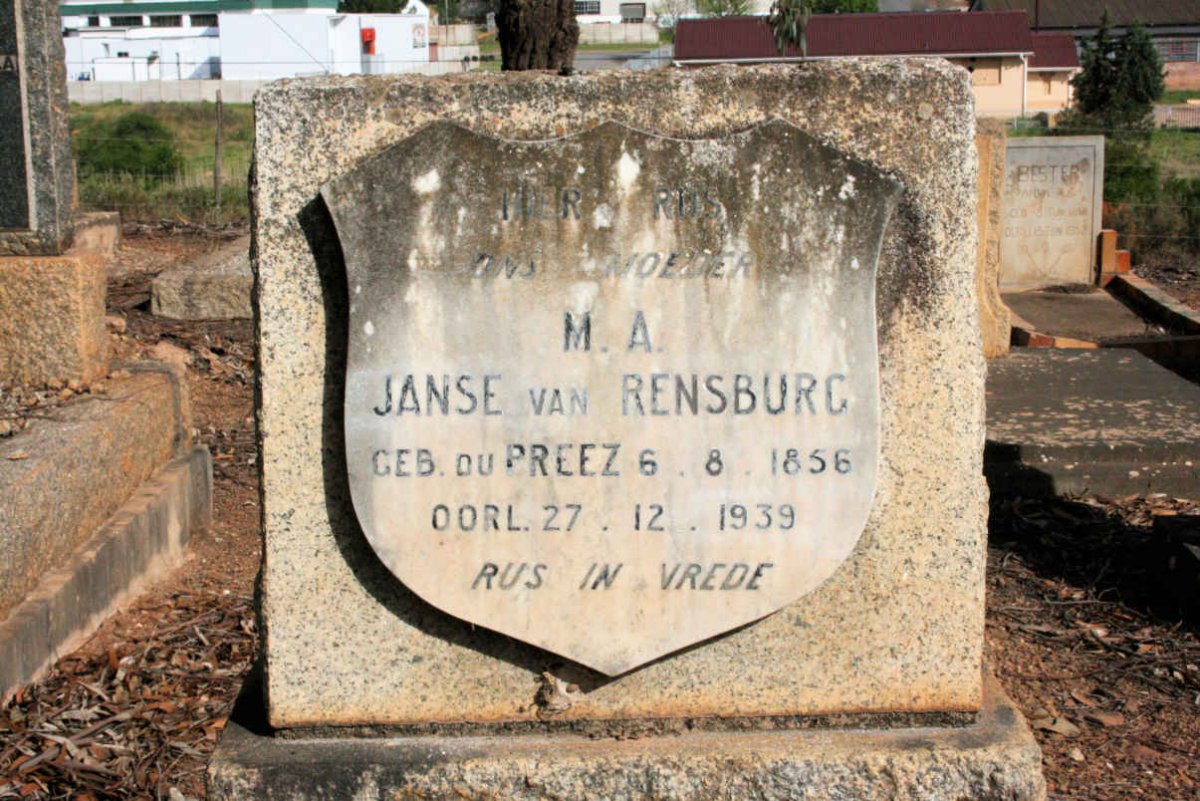 HIER RUS
ONS MOEDER
M. A.
JANSE VAN RENSBURG
GEB. DU PREEZ 6 . 8 . 1856
OORL. 27 . 12 . 1939
RUS IN VREDE
BESTER